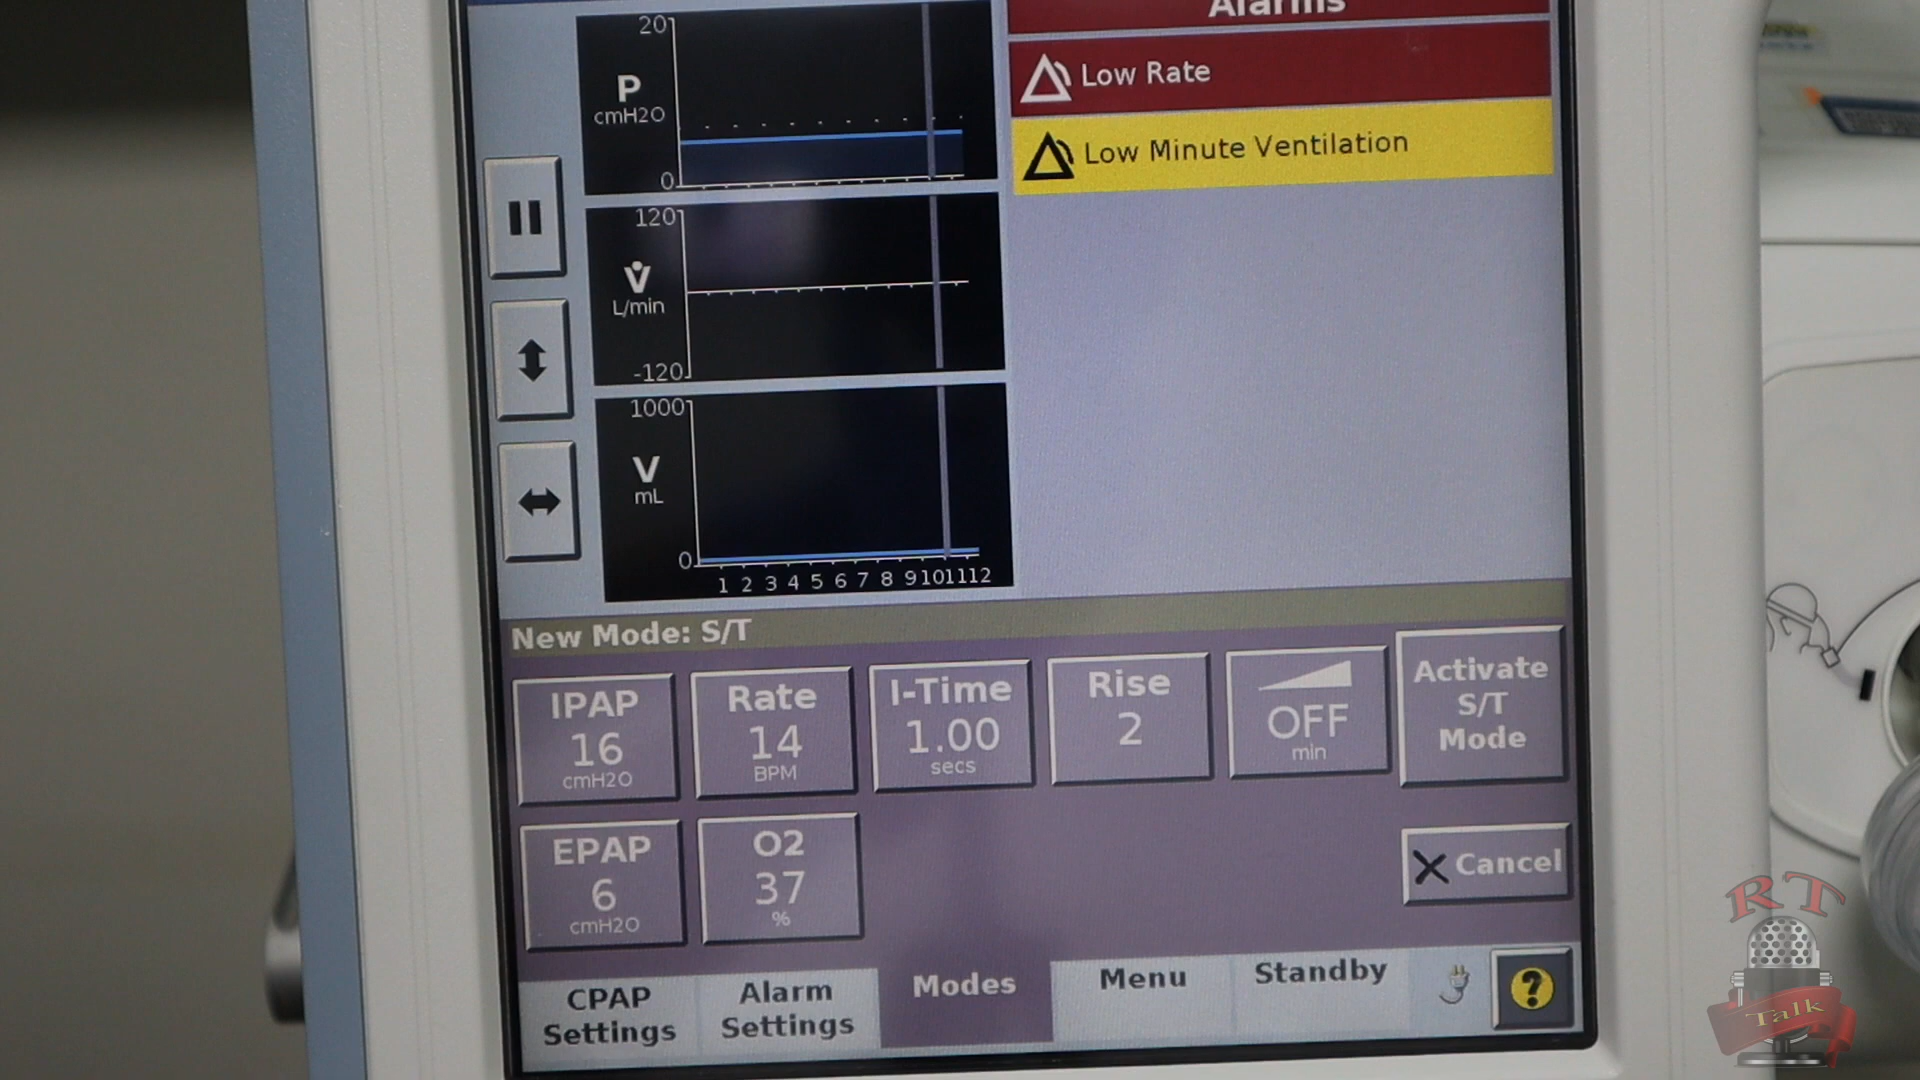 Alarms
20
P
cmH2O
0
Low Rate
Low Minute Ventilation
120
V̇
L/min
-120
1000
V
mL
0
1 2 3 4 5 6 7 8 9 10 11 12
New Mode: S/T
IPAP
16
cmH2O
Rate
14
BPM
I-Time
1.00
secs
Rise
2
OFF
min
Activate
S/T
Mode
EPAP
6
cmH2O
O2
37
%
Cancel
CPAP
Settings
Alarm
Settings
Modes
Menu
Standby
?
RT
Talk